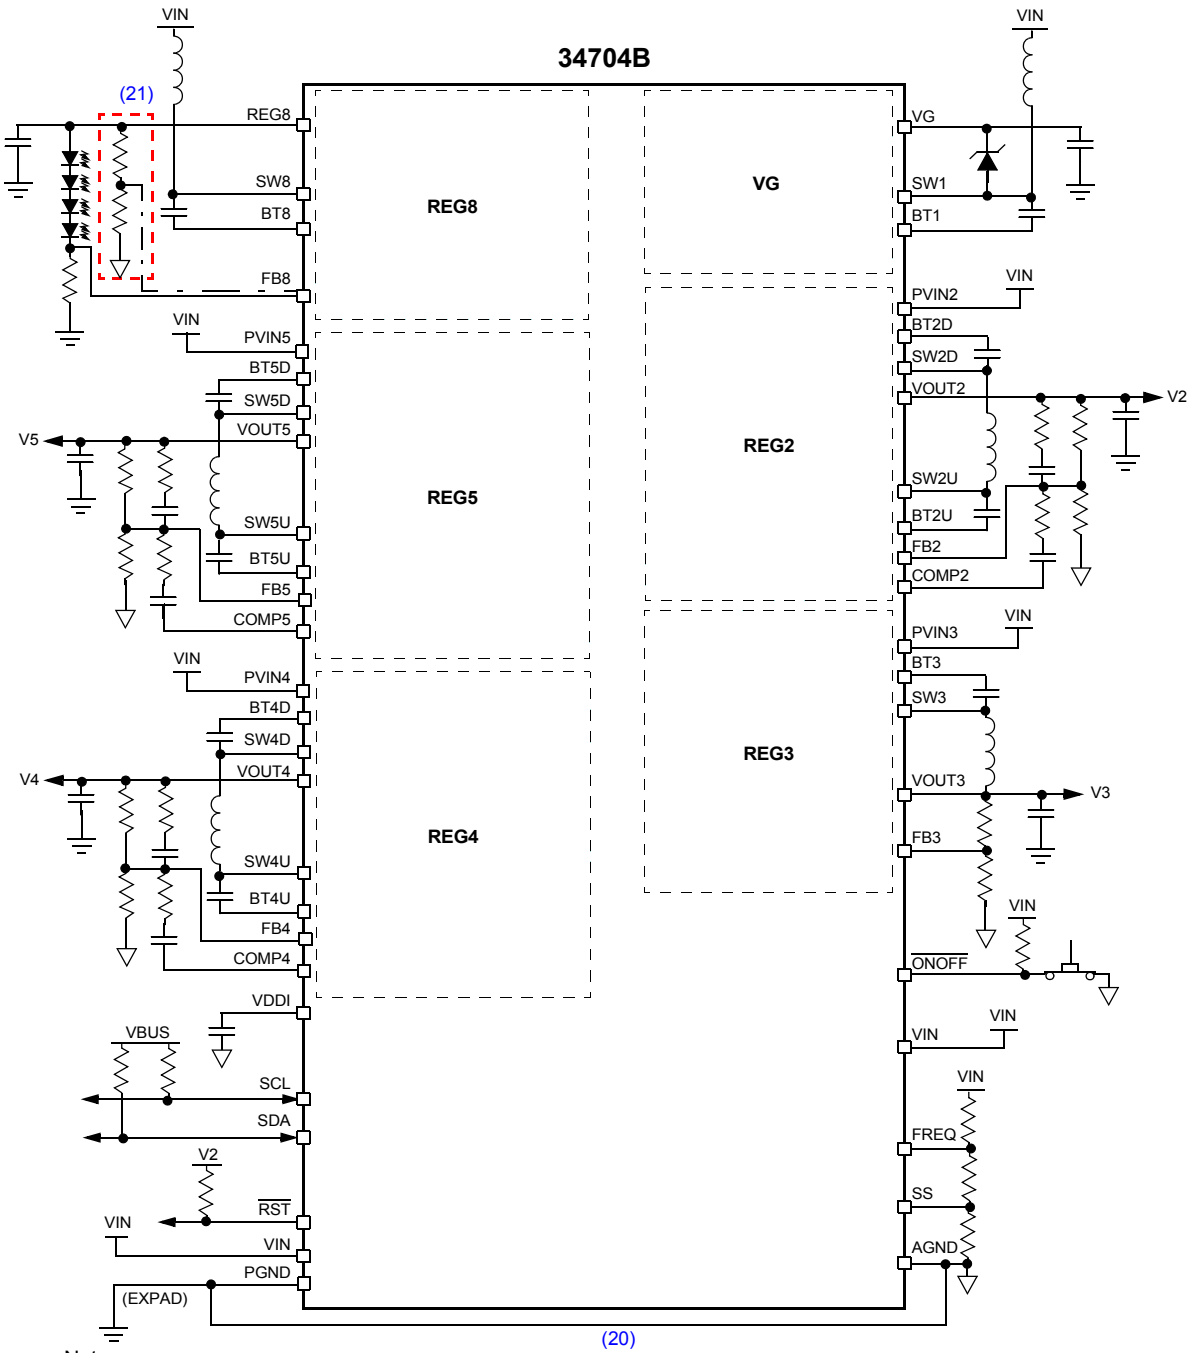 VIN
VIN
34704B
(21)
REG8
VG
SW8
REG8
VG
SW1
BT8
BT1
FB8
VIN
PVIN2
VIN
PVIN5
BT2D
BT5D
SW2D
SW5D
VOUT2
V2
V5
VOUT5
REG2
SW2U
REG5
SW5U
BT2U
BT5U
FB2
FB5
COMP2
COMP5
VIN
PVIN3
VIN
PVIN4
BT3
BT4D
SW3
SW4D
REG3
V4
VOUT4
VOUT3
V3
REG4
FB3
SW4U
BT4U
VIN
FB4
COMP4
ONOFF
VDDI
VIN
VBUS
VIN
SCL
VIN
SDA
FREQ
V2
SS
RST
VIN
VIN
AGND
PGND
(EXPAD)
(20)